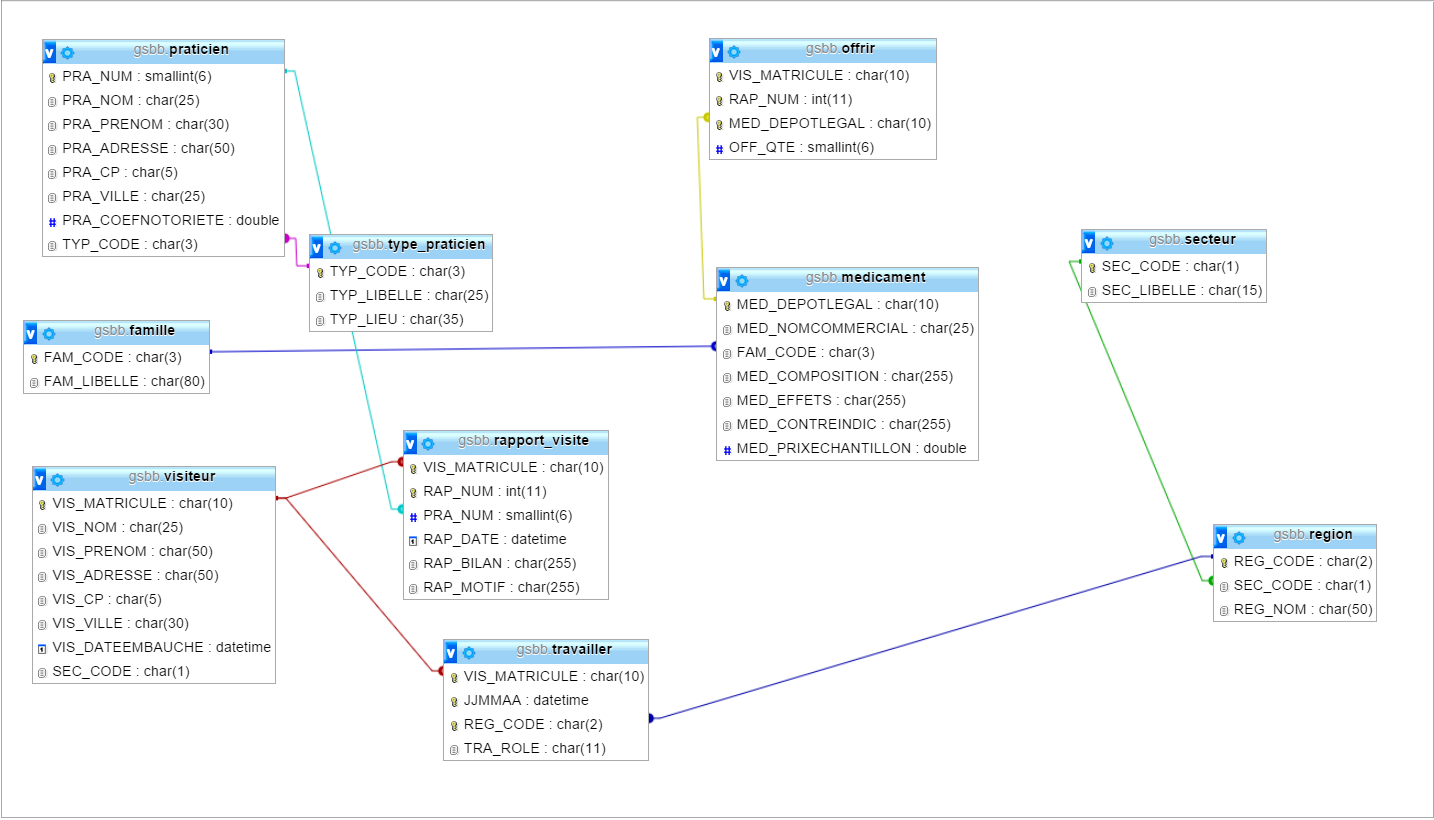 gsbb.praticien
PRA_NUM : smallint(6)
PRA_NOM : char(25)
PRA_PRENOM : char(30)
PRA_ADRESSE : char(50)
PRA_CP : char(5)
PRA_VILLE : char(25)
PRA_COEFNOTORIETE : double
TYP_CODE : char(3)
gsbb.type_praticien
TYP_CODE : char(3)
TYP_LIBELLE : char(25)
TYP_LIEU : char(35)
gsbb.famille
FAM_CODE : char(3)
FAM_LIBELLE : char(80)
gsbb.visiteur
VIS_MATRICULE : char(10)
VIS_NOM : char(25)
VIS_PRENOM : char(50)
VIS_ADRESSE : char(50)
VIS_CP : char(5)
VIS_VILLE : char(30)
VIS_DATEEMBAUCHE : datetime
SEC_CODE : char(1)
gsbb.rapport_visite
VIS_MATRICULE : char(10)
RAP_NUM : int(11)
PRA_NUM : smallint(6)
RAP_DATE : datetime
RAP_BILAN : char(255)
RAP_MOTIF : char(255)
gsbb.travailler
VIS_MATRICULE : char(10)
JJMMAA : datetime
REG_CODE : char(2)
TRA_ROLE : char(11)
gsbb.offrir
VIS_MATRICULE : char(10)
RAP_NUM : int(11)
MED_DEPOTLEGAL : char(10)
OFF_QTE : smallint(6)
gsbb.medicament
MED_DEPOTLEGAL : char(10)
MED_NOMCOMMERCIAL : char(25)
FAM_CODE : char(3)
MED_COMPOSITION : char(255)
MED_EFFETS : char(255)
MED_CONTREINDIC : char(255)
MED_PRIXECHANTILLON : double
gsbb.secteur
SEC_CODE : char(1)
SEC_LIBELLE : char(15)
gsbb.region
REG_CODE : char(2)
SEC_CODE : char(1)
REG_NOM : char(50)